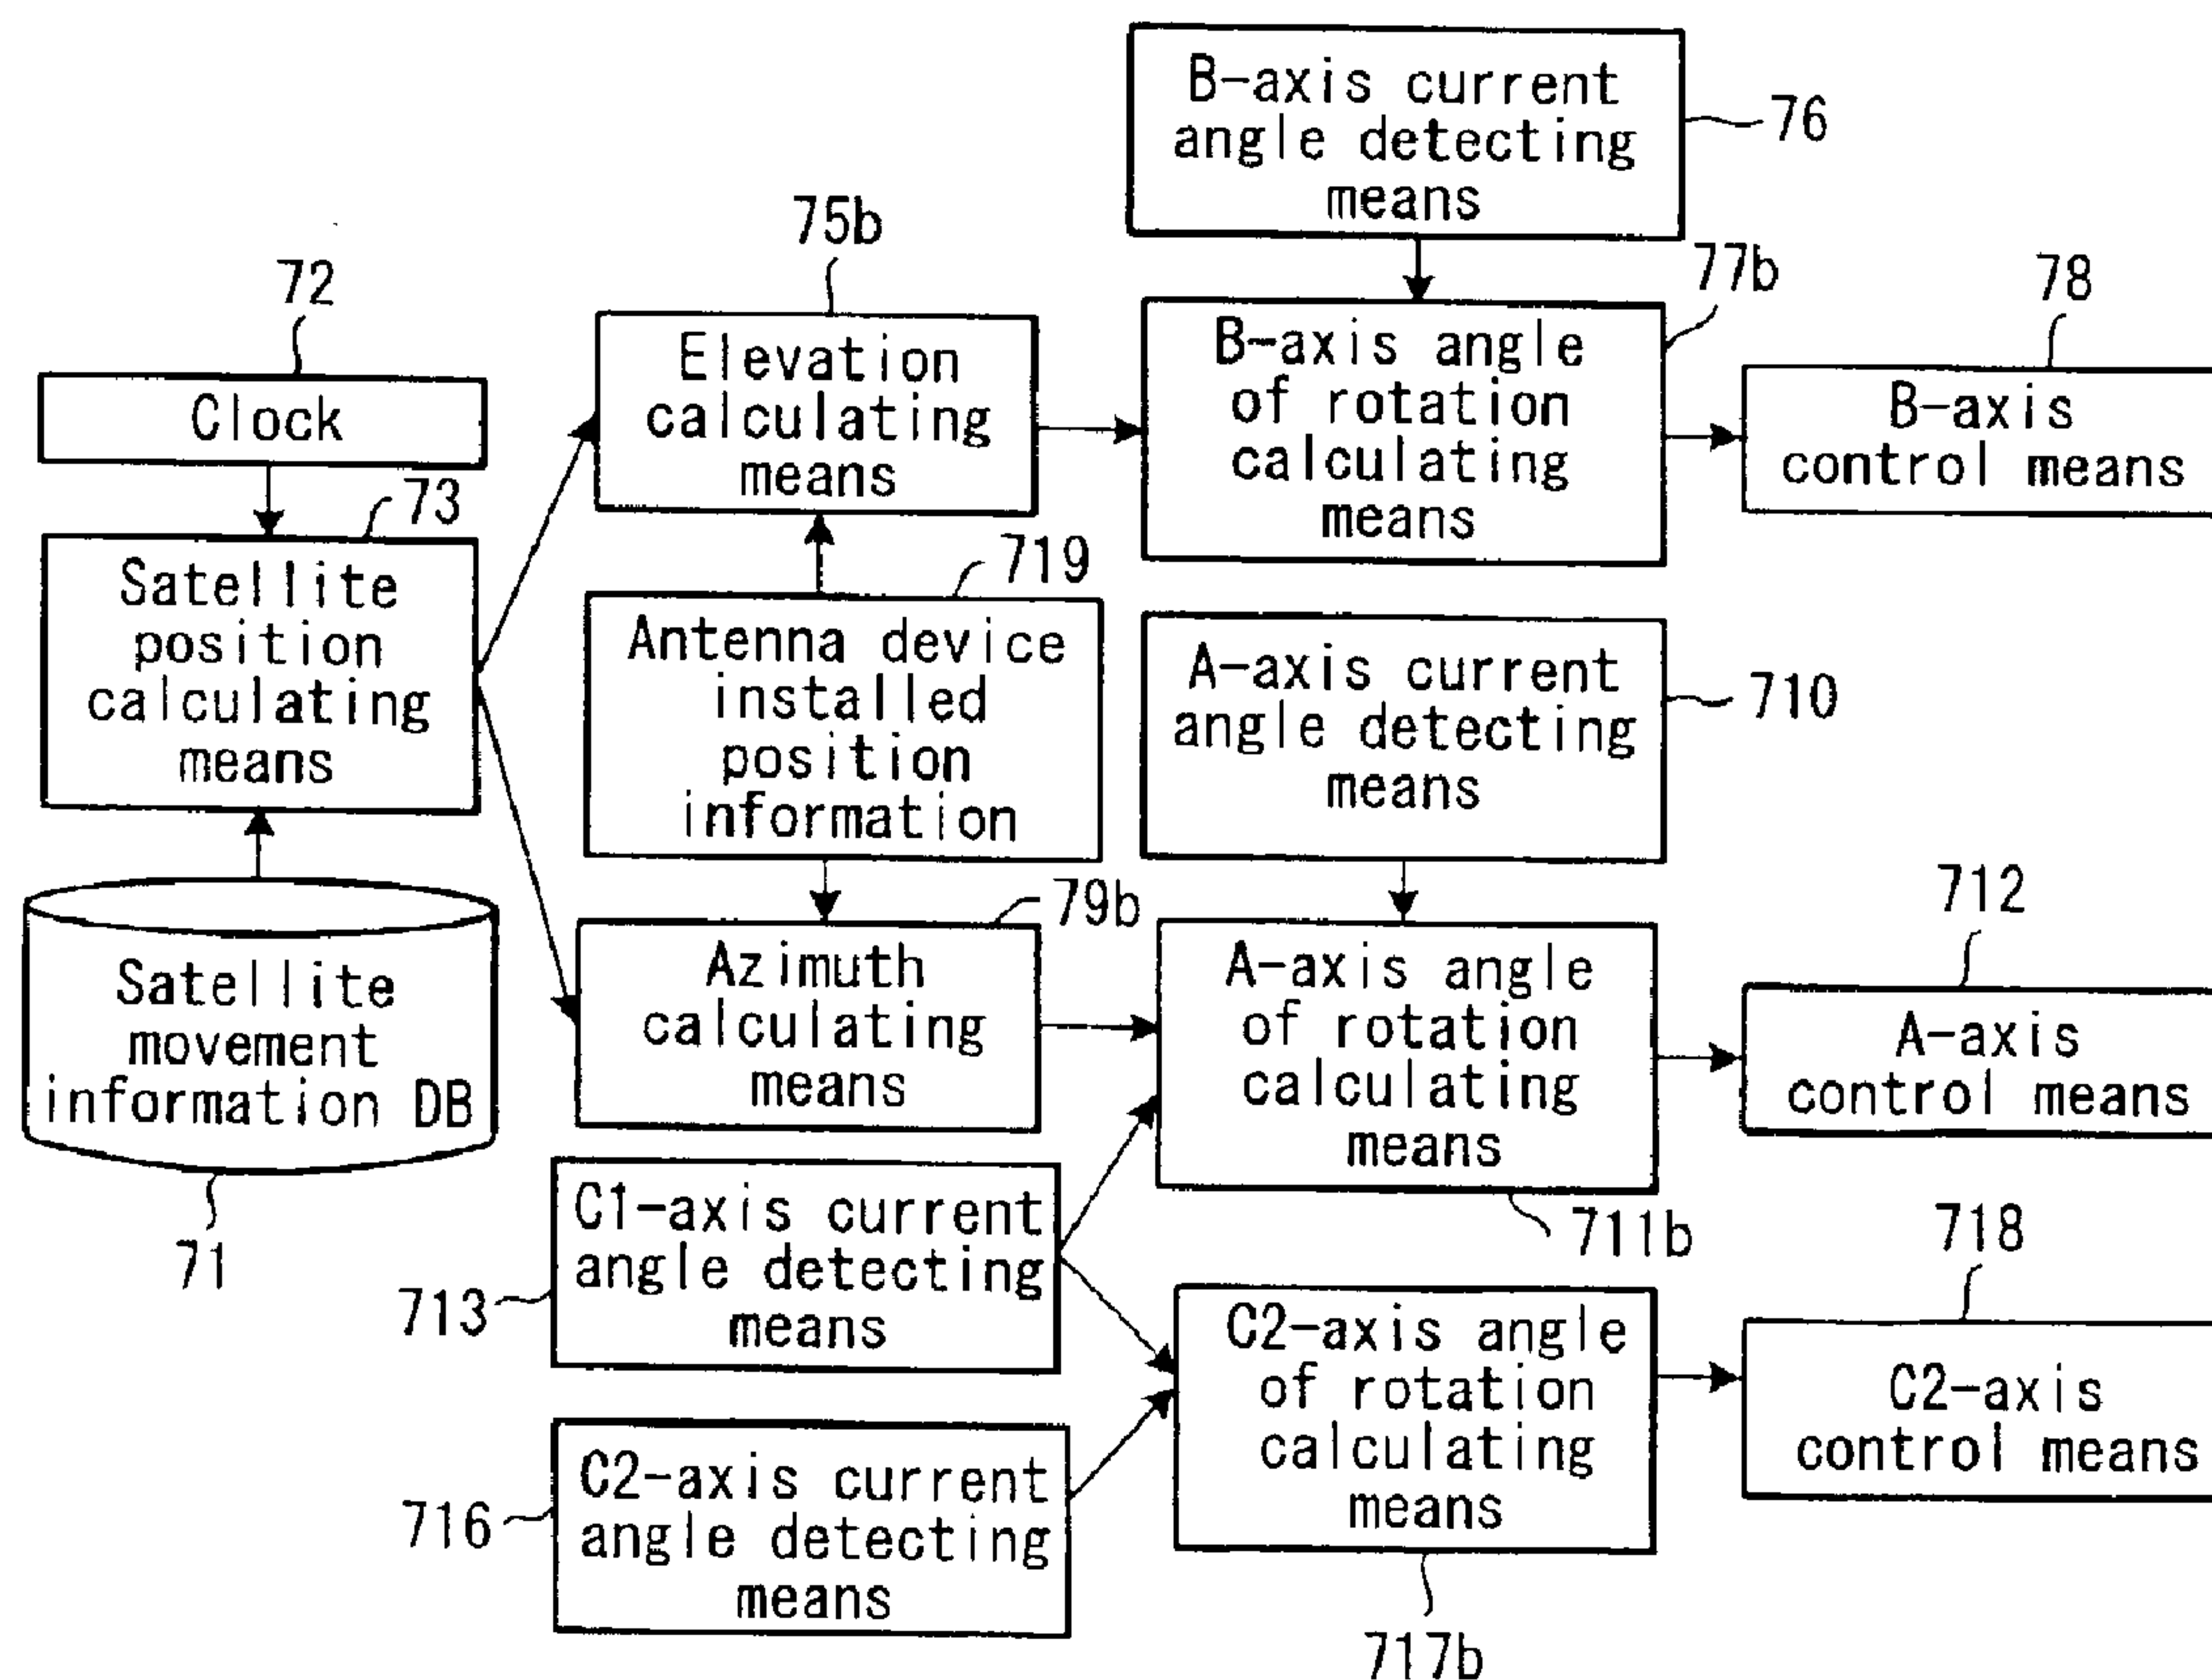 B-axis current
angle detecting
means
76
75b
77b
72
78
Elevation
calculating
means
B-axis angle
of rotation
calculating
means
Clock
B-axis
control means
73
719
Satellite
position
calculating
means
Antenna device
installed
position
information
A-axis current
angle detecting
means
710
79b
712
Satellite
movement
information DB
Azimuth
calculating
means
A-axis angle
of rotation
calculating
means
A-axis
control means
71
C1-axis current
angle detecting
means
713
711b
718
C2-axis angle
of rotation
calculating
means
C2-axis
control means
C2-axis current
angle detecting
means
716
717b